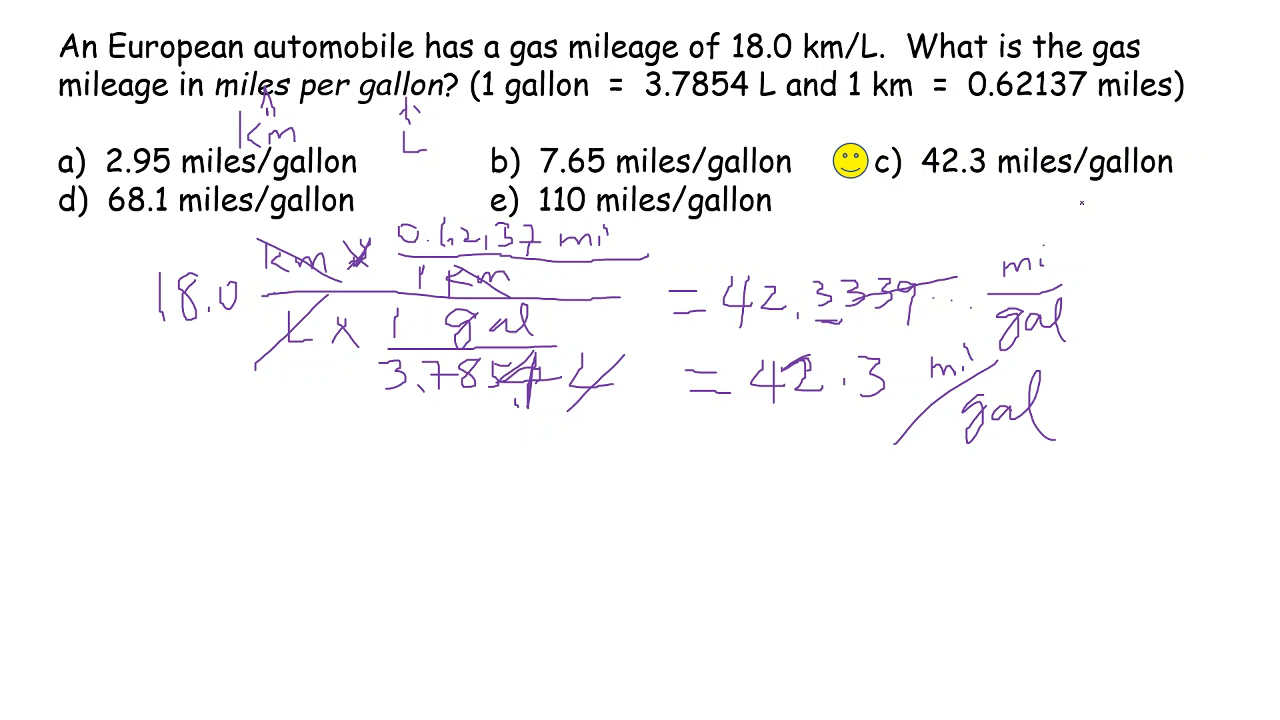 An European automobile has a gas mileage of 18.0 km/L. What is the gas
mileage in miles per gallon? (1 gallon = 3.7854 L and 1 km = 0.62137 miles)
km L
a) 2.95 miles/gallon b) 7.65 miles/gallon c) 42.3 miles/gallon
d) 68.1 miles/gallon e) 110 miles/gallon
0.62137 mi
km x 1 km
18.0 = 42.3339... mi/gal
L x 1 gal
3.7854 L = 42.3 mi/gal